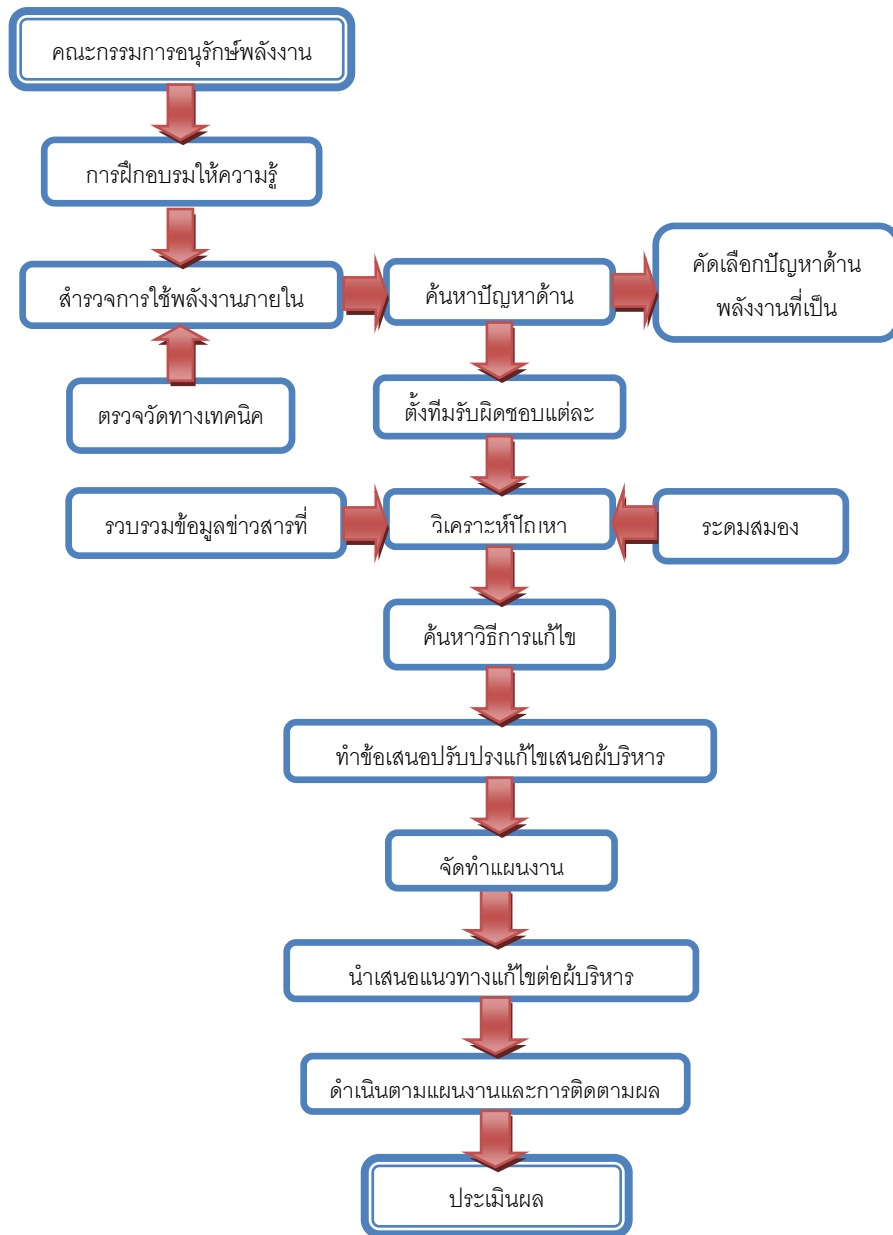 คณะกรรมการอนุรักษ์พลังงาน
การฝึกอบรมให้ความรู้
สำรวจการใช้พลังงานภายใน
ค้นหาปัญหาด้าน
คัดเลือกปัญหาด้าน
พลังงานที่เป็น
ตรวจวัดทางเทคนิค
ตั้งทีมรับผิดชอบแต่ละ
รวบรวมข้อมูลข่าวสารที่
วิเคราะห์ปัญหา
ระดมสมอง
ค้นหาวิธีการแก้ไข
ทำข้อเสนอปรับปรุงแก้ไขเสนอผู้บริหาร
จัดทำแผนงาน
นำเสนอแนวทางแก้ไขต่อผู้บริหาร
ดำเนินตามแผนงานและการติดตามผล
ประเมินผล